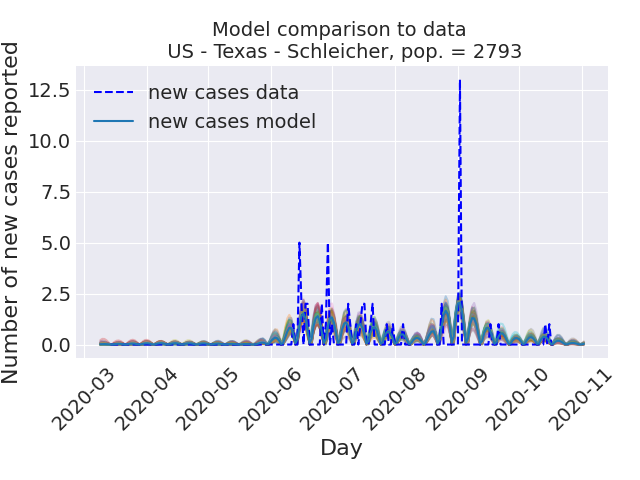 Model comparison to data
US - Texas - Schleicher, pop. = 2793
Number of new cases reported
12.5
10.0
7.5
5.0
2.5
0.0
new cases data
new cases model
2020-03
2020-04
2020-05
2020-06
2020-07
2020-08
2020-09
2020-10
2020-11
Day